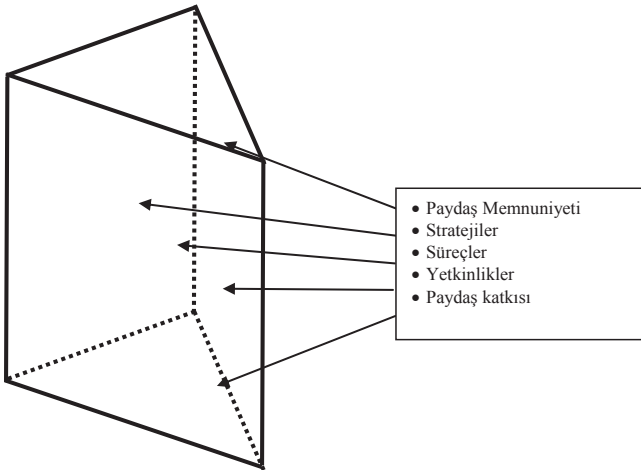 • Paydaş Memnuniyeti
• Stratejiler
• Süreçler
• Yetkinlikler
• Paydaş katkısı